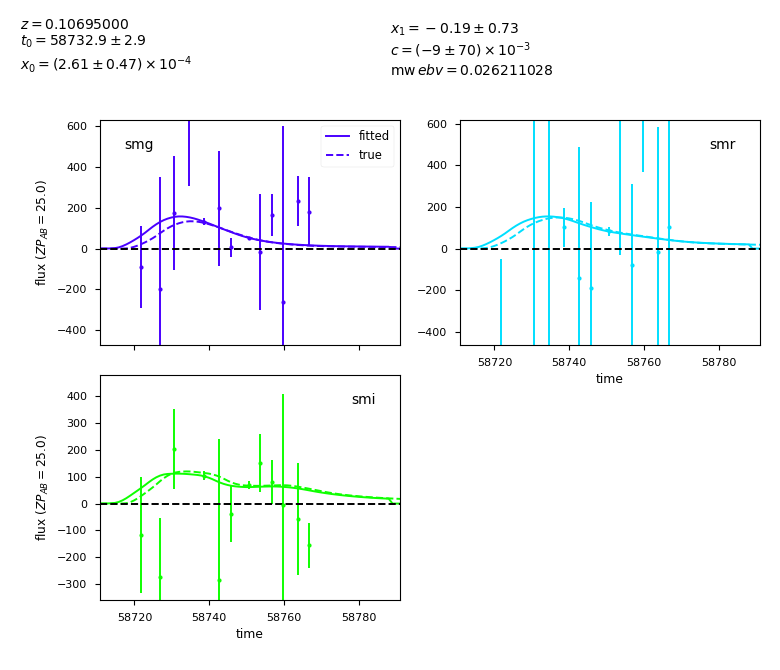 z = 0.10695000
t₀ = 58732.9 ± 2.9
x₀ = (2.61 ± 0.47) × 10⁻⁴
x₁ = −0.19 ± 0.73
c = (−9 ± 70) × 10⁻³
mw ebv = 0.026211028
smg
fitted
true
600
400
200
0
−200
−400
flux (ZP_AB = 25.0)
smr
600
400
200
0
−200
−400
58720 58740 58760 58780
time
smi
400
300
200
100
0
−100
−200
−300
flux (ZP_AB = 25.0)
58720 58740 58760 58780
time